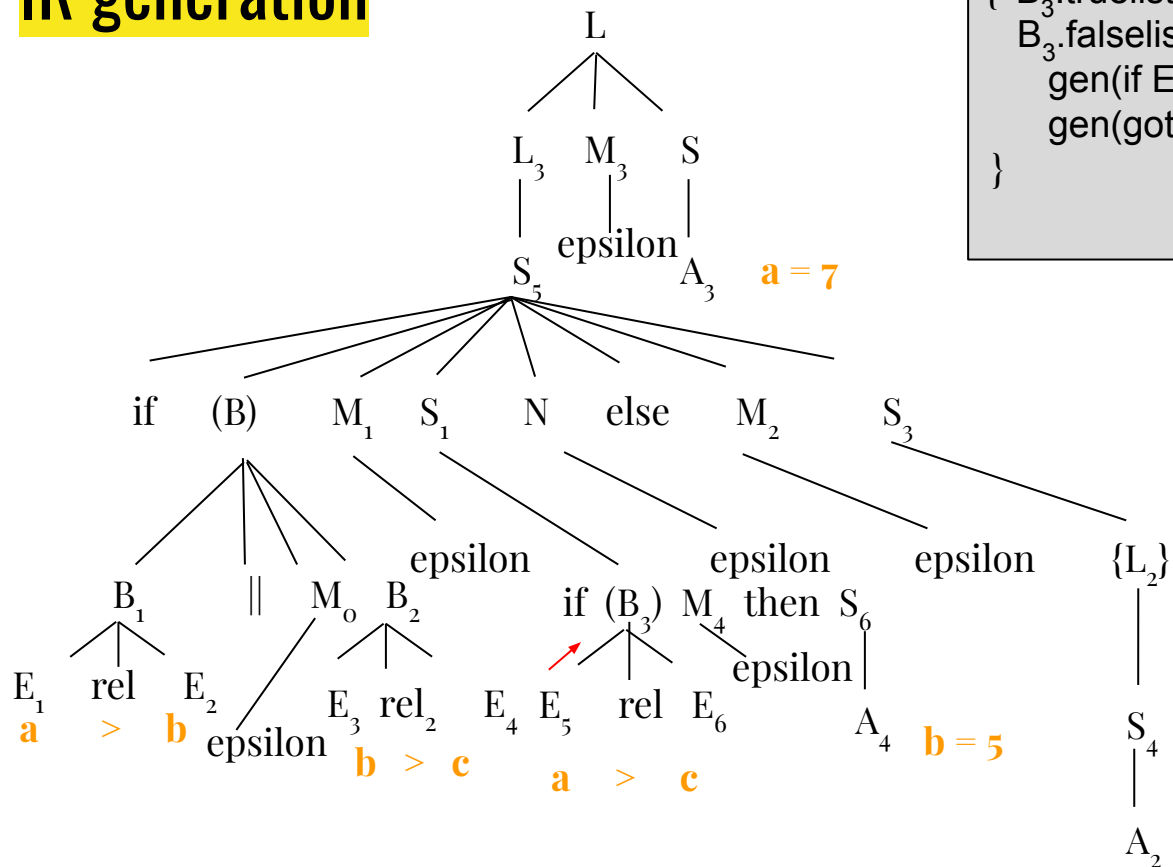 IR generation
{ B₃.truelist
B₃.falselis
gen(if E
gen(got
}
L
L₃ M₃ S
epsilon
S₅ A₃ a = 7
if (B) M₁ S₁ N else M₂ S₃
epsilon epsilon epsilon {L₂}
B₁ || M₀ B₂ if (B₃) M₄ then S₆
epsilon
E₁ rel E₂ E₃ rel₂ E₄ E₅ rel E₆ A₄ b = 5 S₄
a > b epsilon b > c a > c
A₂